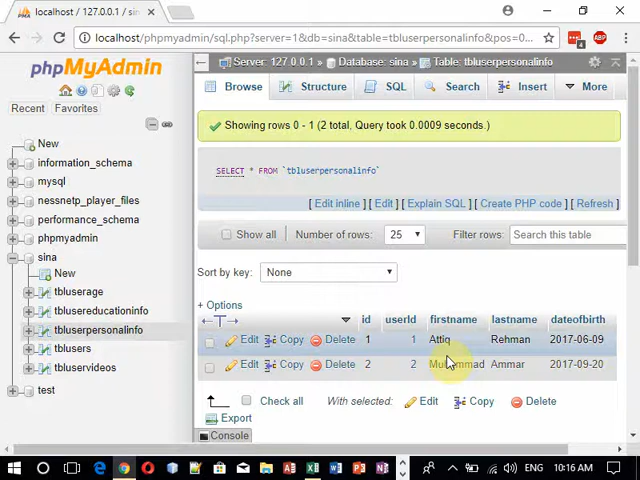 localhost / 127.0.0.1 / sina
localhost/phpmyadmin/sql.php?server=1&db=sina&table=tbluserpersonalinfo&pos=0...
ABP
phpMyAdmin
Recent Favorites
New
information_schema
mysql
nessnetp_player_files
performance_schema
phpmyadmin
sina
New
tbluserage
tblusereducationinfo
tbluserpersonalinfo
tblusers
tbluservideos
test
Server: 127.0.0.1 » Database: sina » Table: tbluserpersonalinfo
Browse Structure SQL Search Insert More
Showing rows 0 - 1 (2 total, Query took 0.0009 seconds.)
SELECT * FROM `tbluserpersonalinfo`
[ Edit inline ] [ Edit ] [ Explain SQL ] [ Create PHP code ] [ Refresh ]
Show all Number of rows: 25 Filter rows: Search this table
Sort by key: None
+ Options
id userId firstname lastname dateofbirth
Edit Copy Delete 1 1 Attiq Rehman 2017-06-09
Edit Copy Delete 2 2 Muhammad Ammar 2017-09-20
Check all With selected: Edit Copy Delete
Export
Console
ENG 10:16 AM